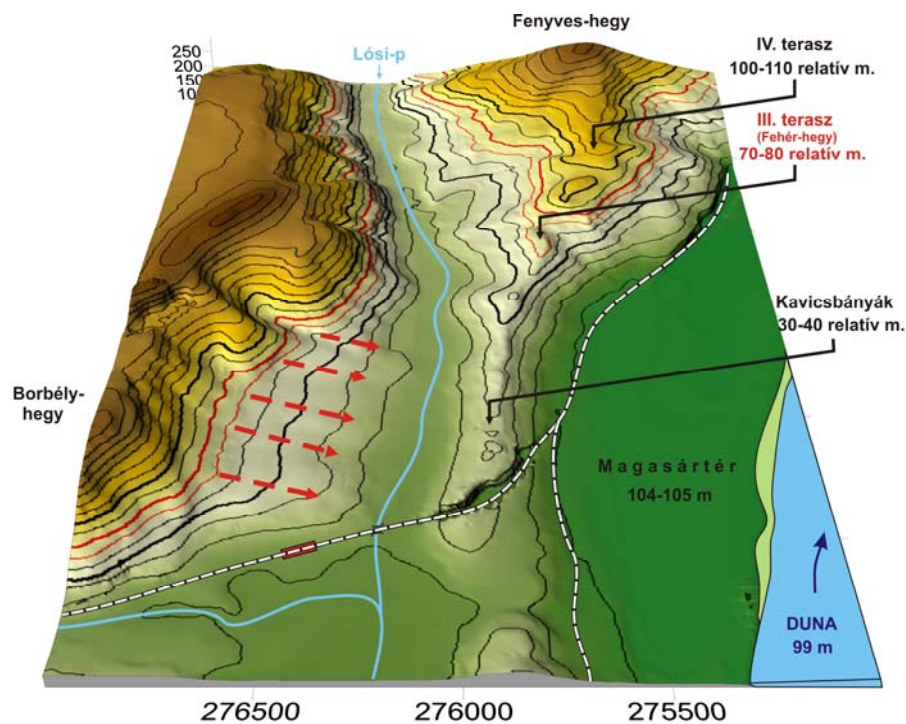 Fenyves-hegy
250
200
150
10
Lósi-p
IV. terasz
100-110 relatív m.
III. terasz
(Fehér-hegy)
70-80 relatív m.
Kavicsbányák
30-40 relatív m.
Borbély-
hegy
Magasártér
104-105 m
DUNA
99 m
276500
276000
275500